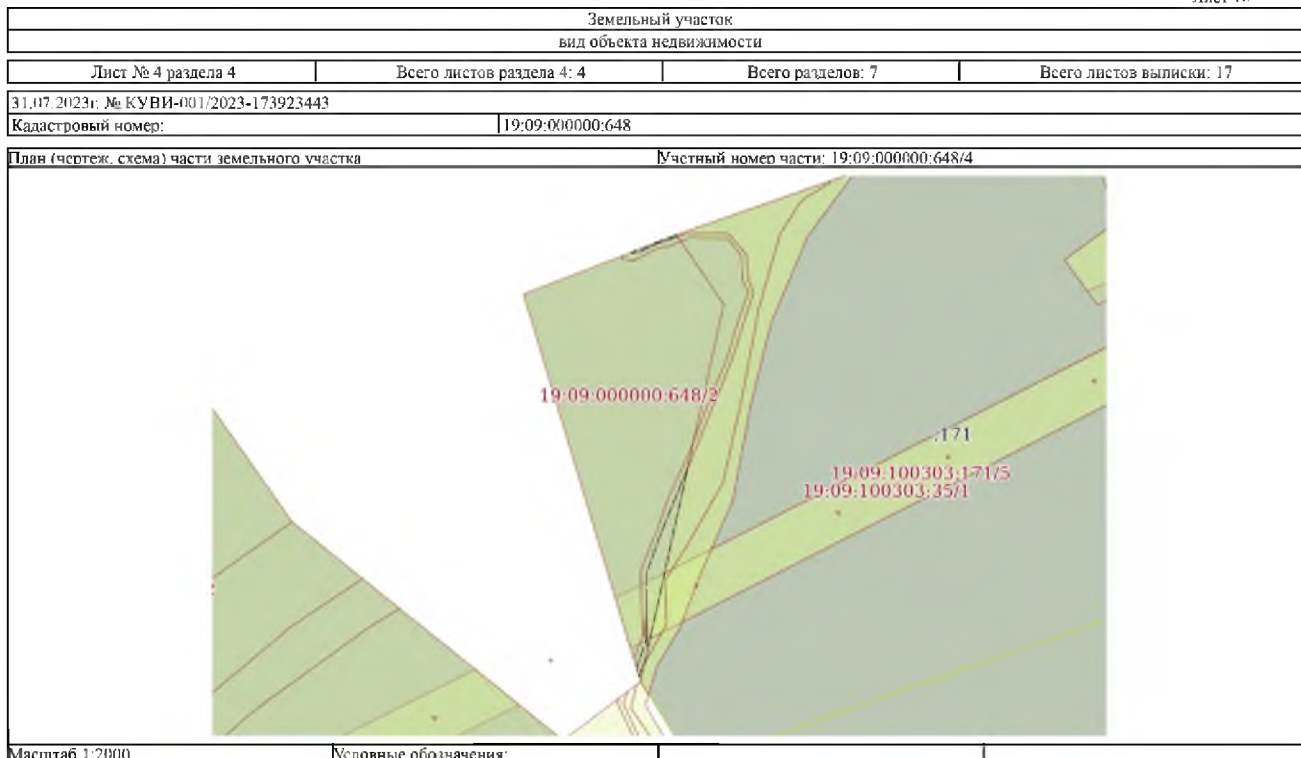 Земельный участок
вид объекта недвижимости
Лист № 4 раздела 4 Всего листов раздела 4: 4 Всего разделов: 7 Всего листов выписки: 17
31.07.2023г. № КУВИ-001/2023-173923443
Кадастровый номер: 19:09:000000:648
План (чертеж, схема) части земельного участка Учетный номер части: 19:09:000000:648/4
19:09:000000:648/2
:171
19:09:100303:171/5
19:09:100303:35/1
Масштаб 1:2000 Условные обозначения: